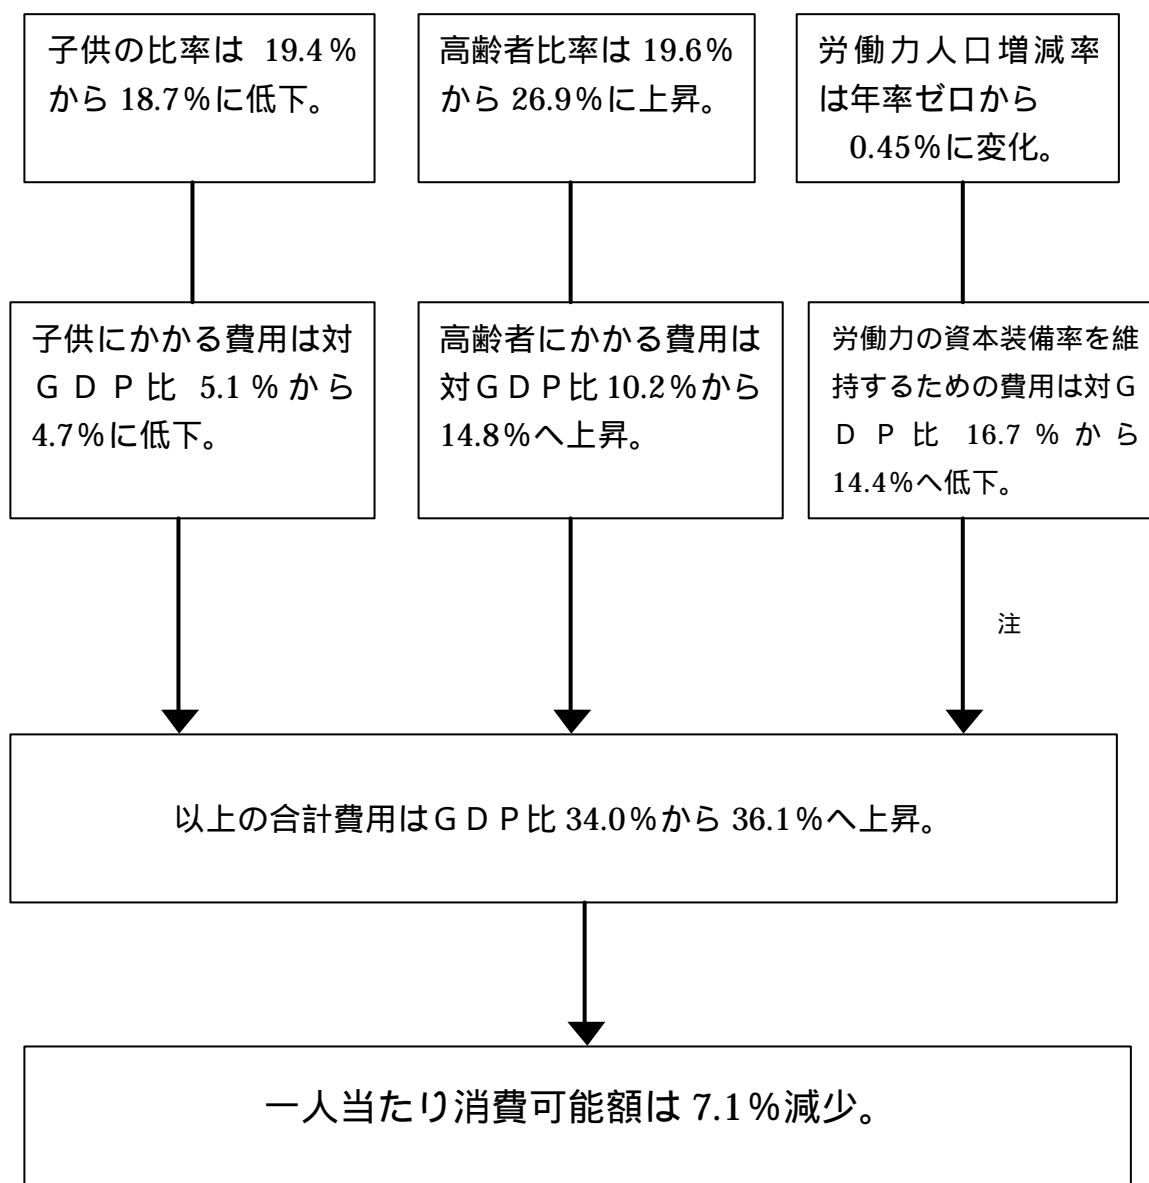 子供の比率は 19.4％
から 18.7％に低下。
高齢者比率は 19.6％
から 26.9％に上昇。
労働力人口増減率
は年率ゼロから
0.45％に変化。
子供にかかる費用は対
ＧＤＰ比 5.1％から
4.7％に低下。
高齢者にかかる費用は
対ＧＤＰ比 10.2％から
14.8％へ上昇。
労働力の資本装備率を維
持するための費用は対Ｇ
ＤＰ比 16.7％から
14.4％へ低下。
注
以上の合計費用はＧＤＰ比 34.0％から 36.1％へ上昇。
一人当たり消費可能額は 7.1％減少。